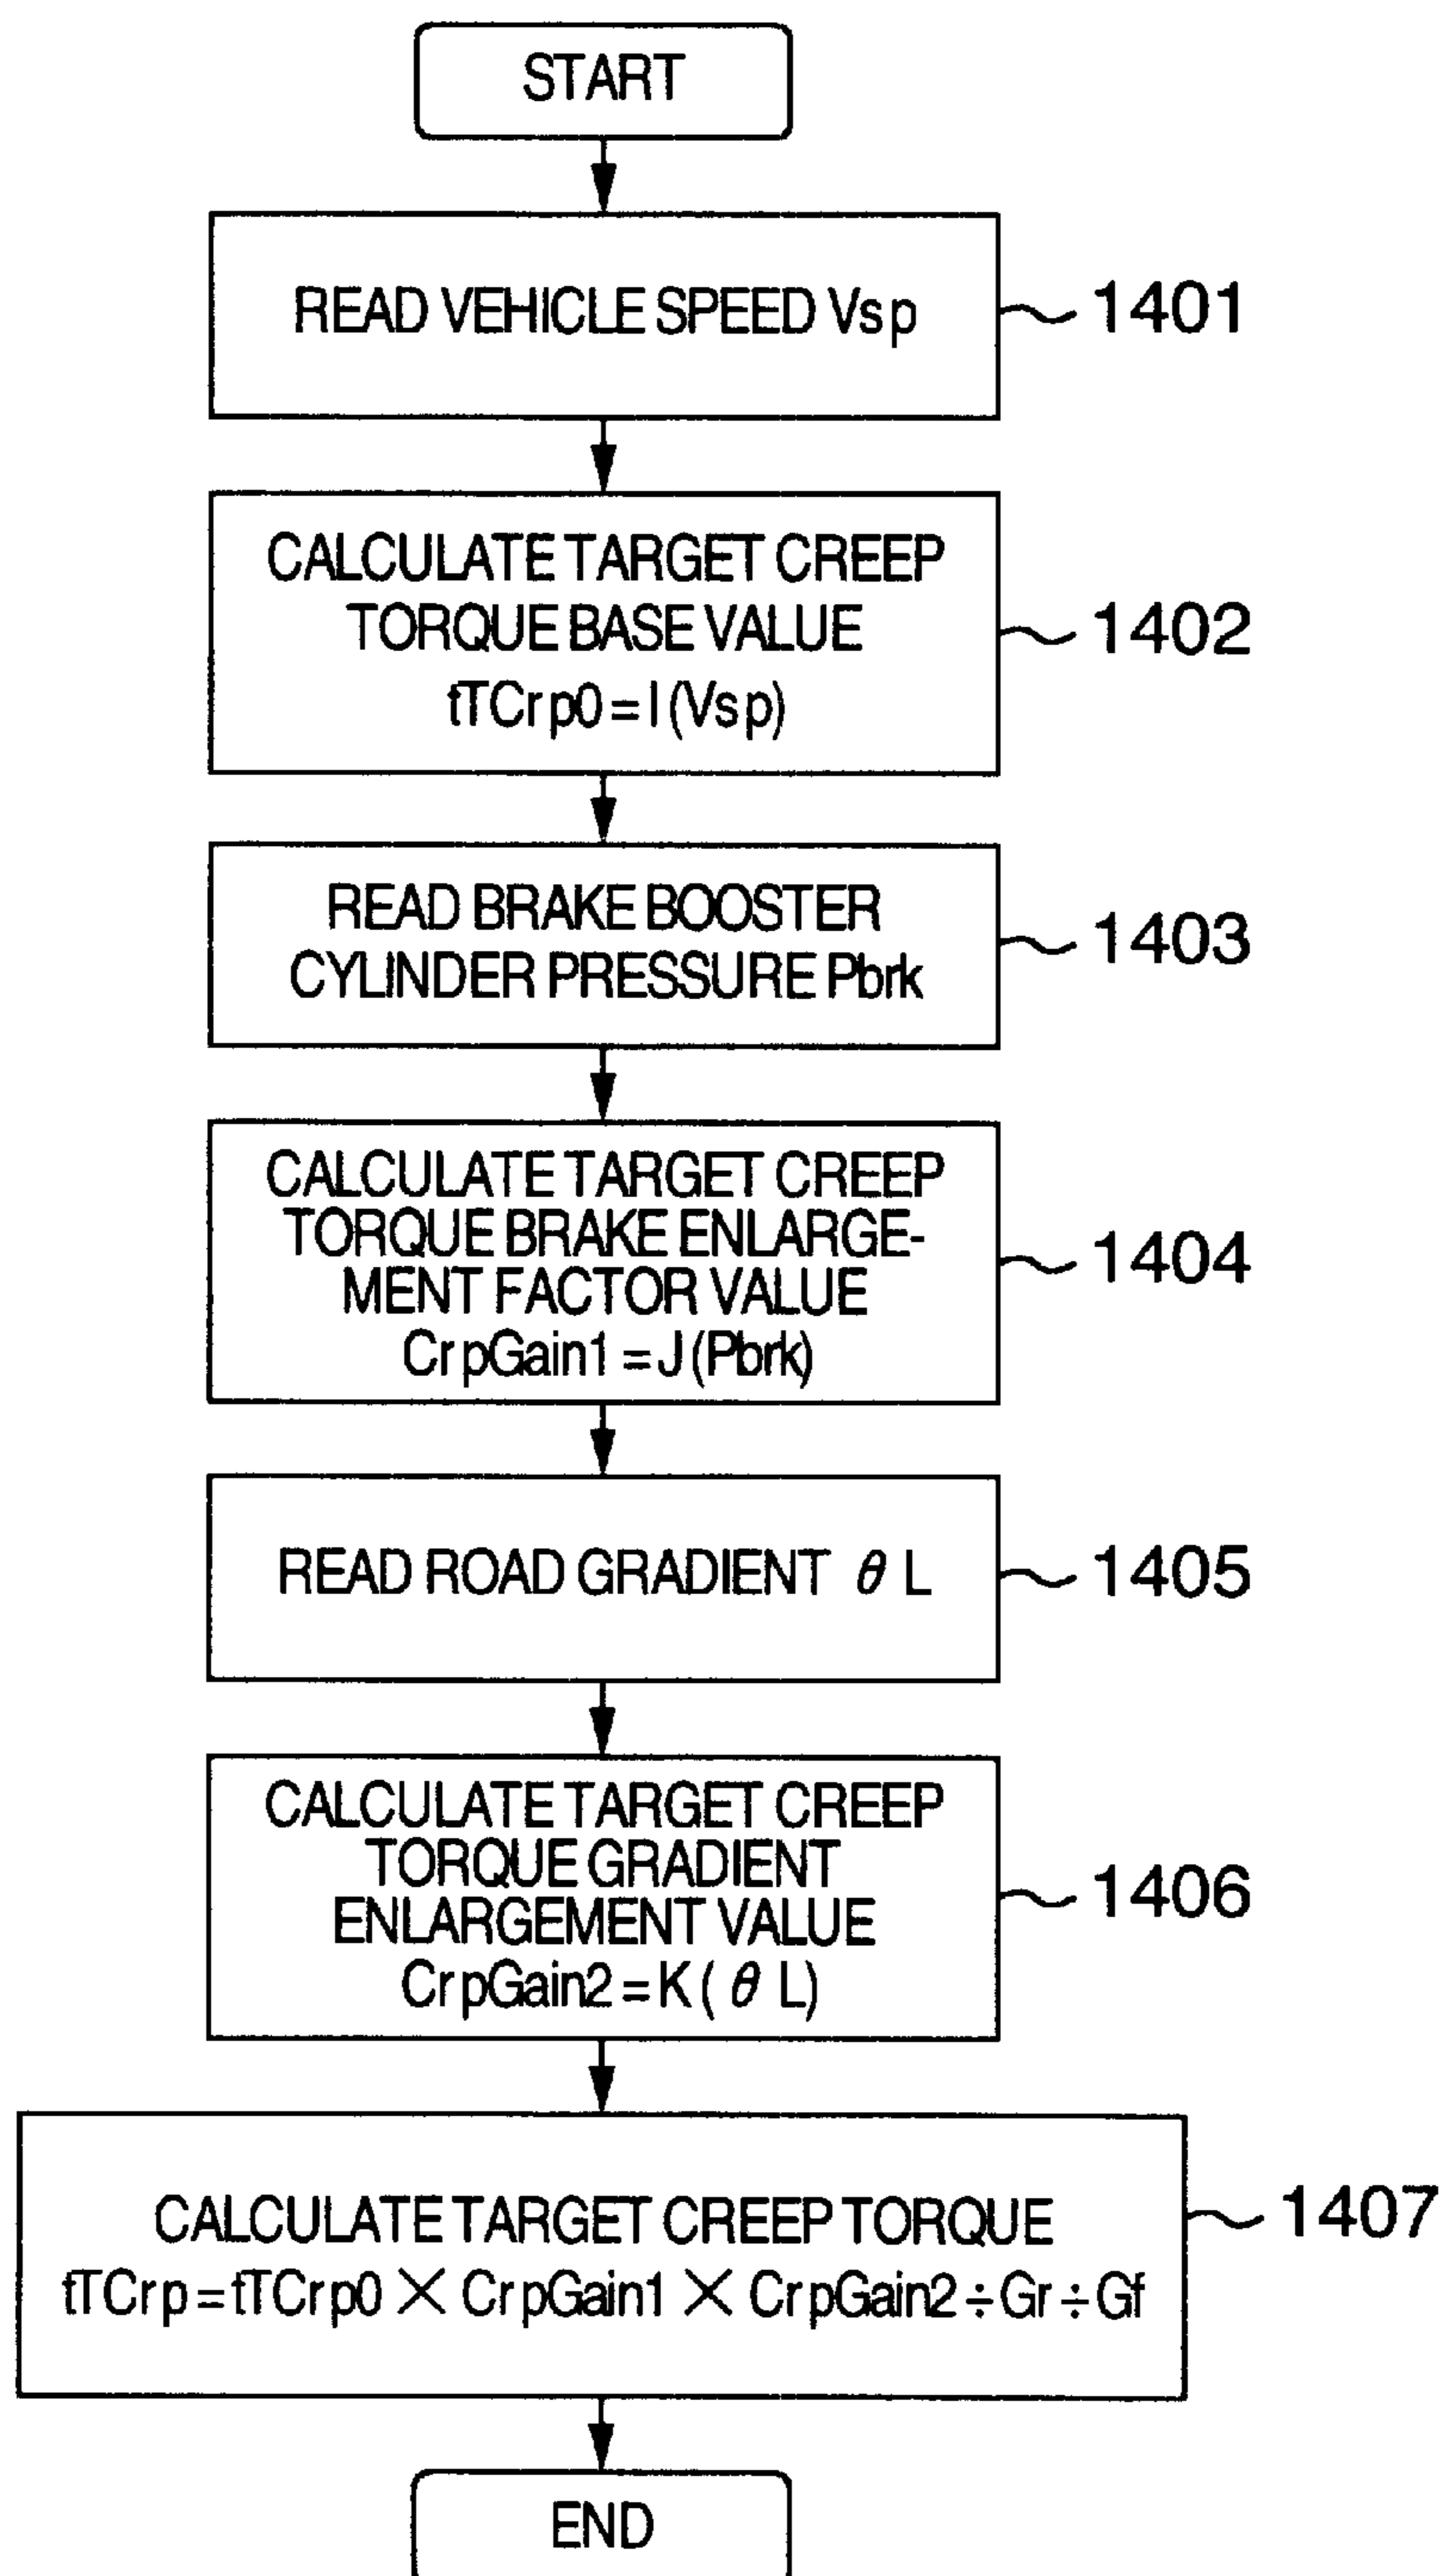 START
READ VEHICLE SPEED Vsp
1401
CALCULATE TARGET CREEP
TORQUE BASE VALUE
tTCrp0 = I (Vsp)
1402
READ BRAKE BOOSTER
CYLINDER PRESSURE Pbrk
1403
CALCULATE TARGET CREEP
TORQUE BRAKE ENLARGE-
MENT FACTOR VALUE
CrpGain1 = J (Pbrk)
1404
READ ROAD GRADIENT θ L
1405
CALCULATE TARGET CREEP
TORQUE GRADIENT
ENLARGEMENT VALUE
CrpGain2 = K ( θ L)
1406
CALCULATE TARGET CREEP TORQUE
tTCrp = tTCrp0 × CrpGain1 × CrpGain2 ÷ Gr ÷ Gf
1407
END